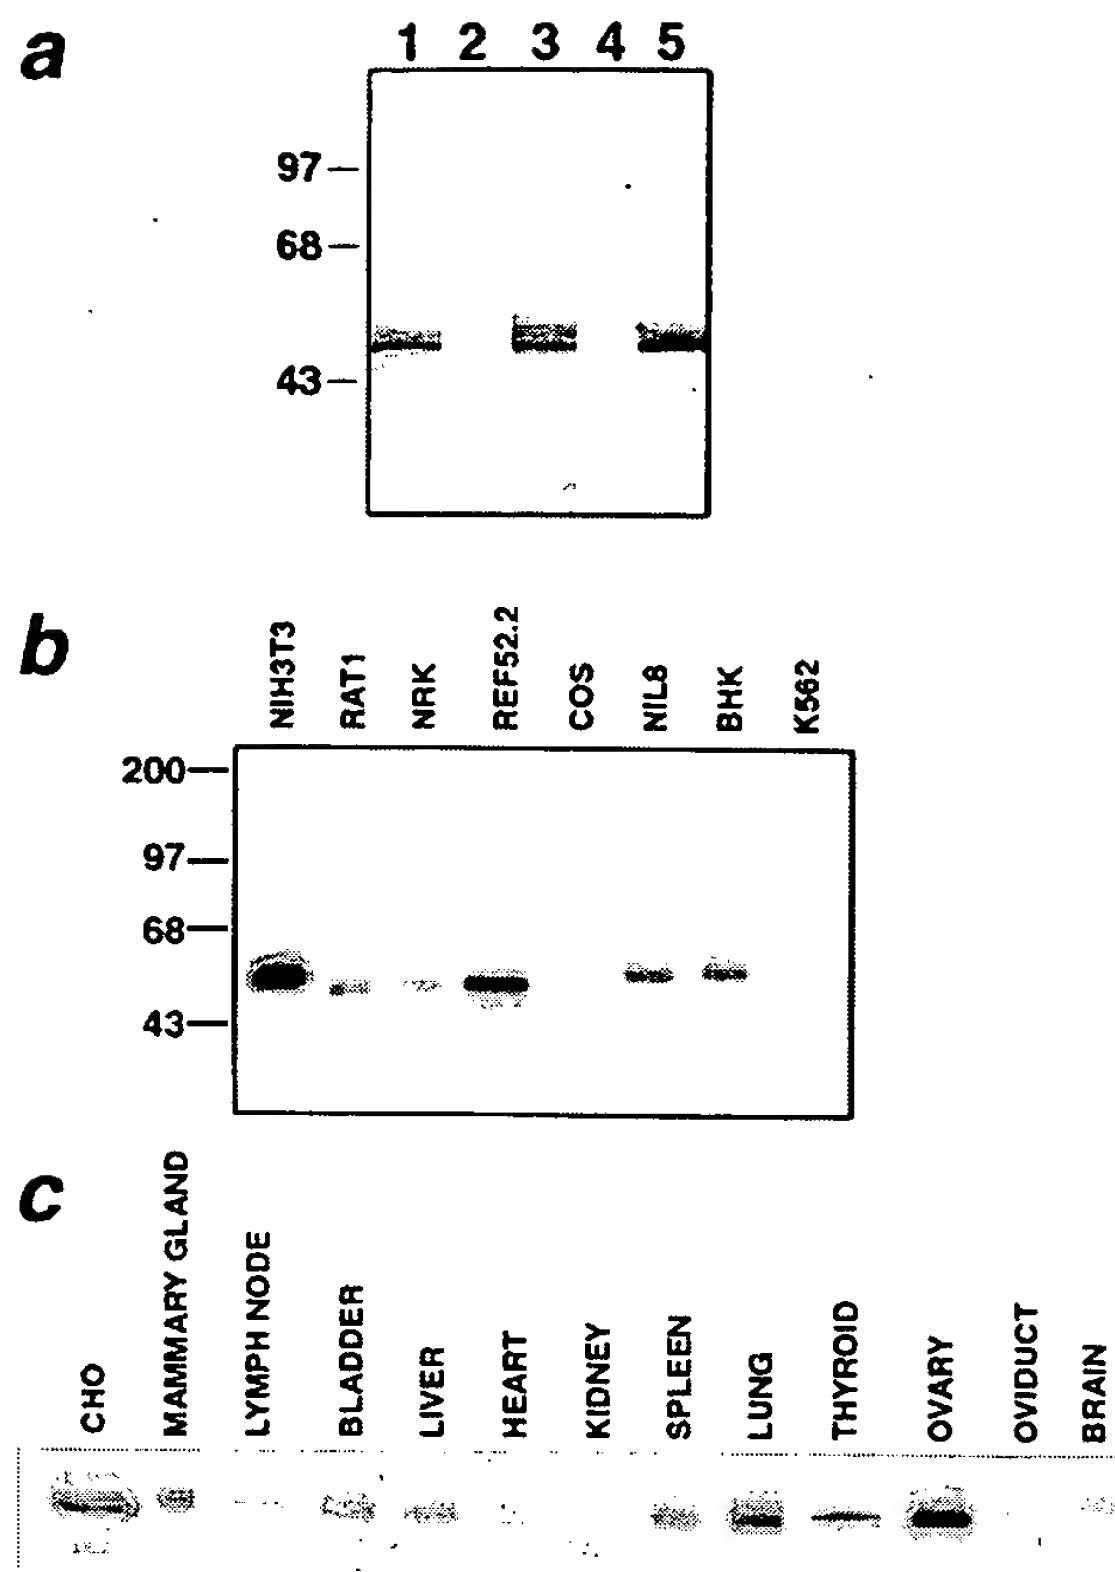 a
1 2 3 4 5
97
68
43
b
NIH3T3 RAT1 NRK REF52.2 COS NIL8 BHK K562
200
97
68
43
c
CHO MAMMARY GLAND LYMPH NODE BLADDER LIVER HEART KIDNEY SPLEEN LUNG THYROID OVARY OVIDUCT BRAIN